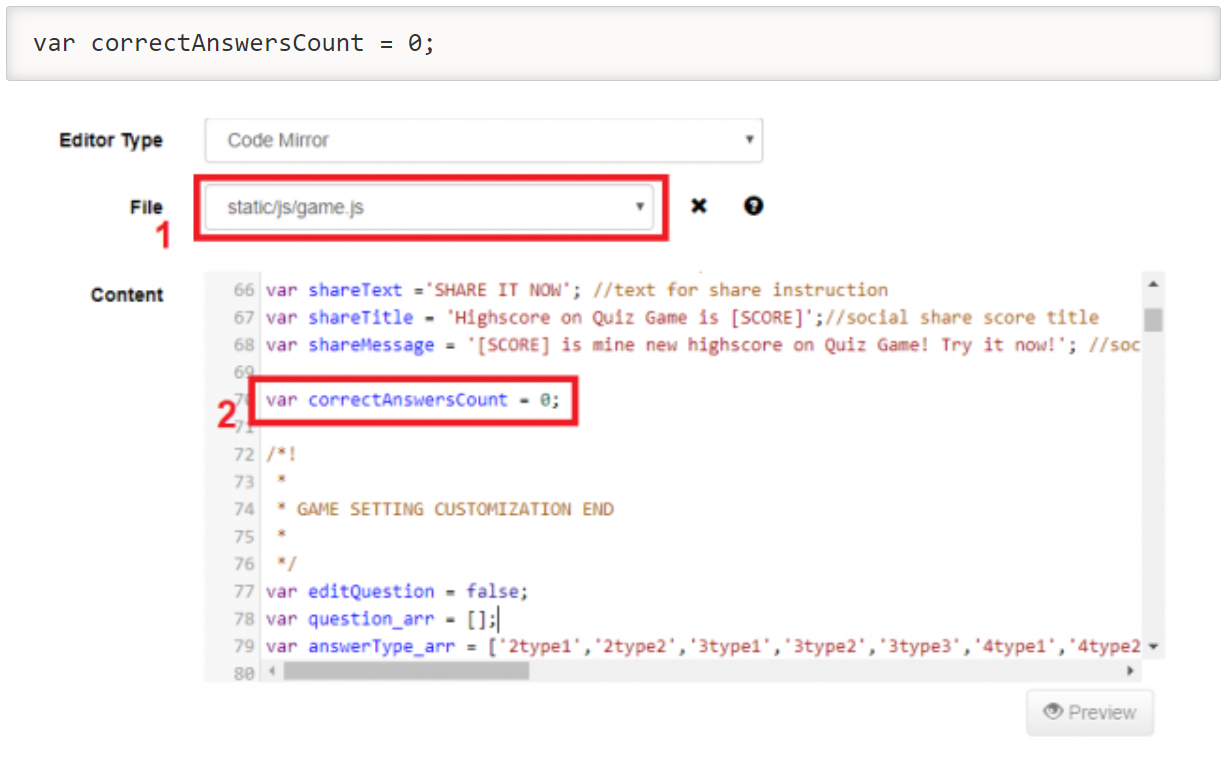 var correctAnswersCount = 0;
Editor Type Code Mirror
File static/js/game.js
1
Content
66 var shareText ='SHARE IT NOW'; //text for share instruction
67 var shareTitle = 'Highscore on Quiz Game is [SCORE]';//social share score title
68 var shareMessage = '[SCORE] is mine new highscore on Quiz Game! Try it now!'; //soc
69
2
70 var correctAnswersCount = 0;
71
72 /*!
73 *
74 * GAME SETTING CUSTOMIZATION END
75 *
76 */
77 var editQuestion = false;
78 var question_arr = [];
79 var answerType_arr = ['2type1','2type2','3type1','3type2','3type3','4type1','4type2
80
Preview